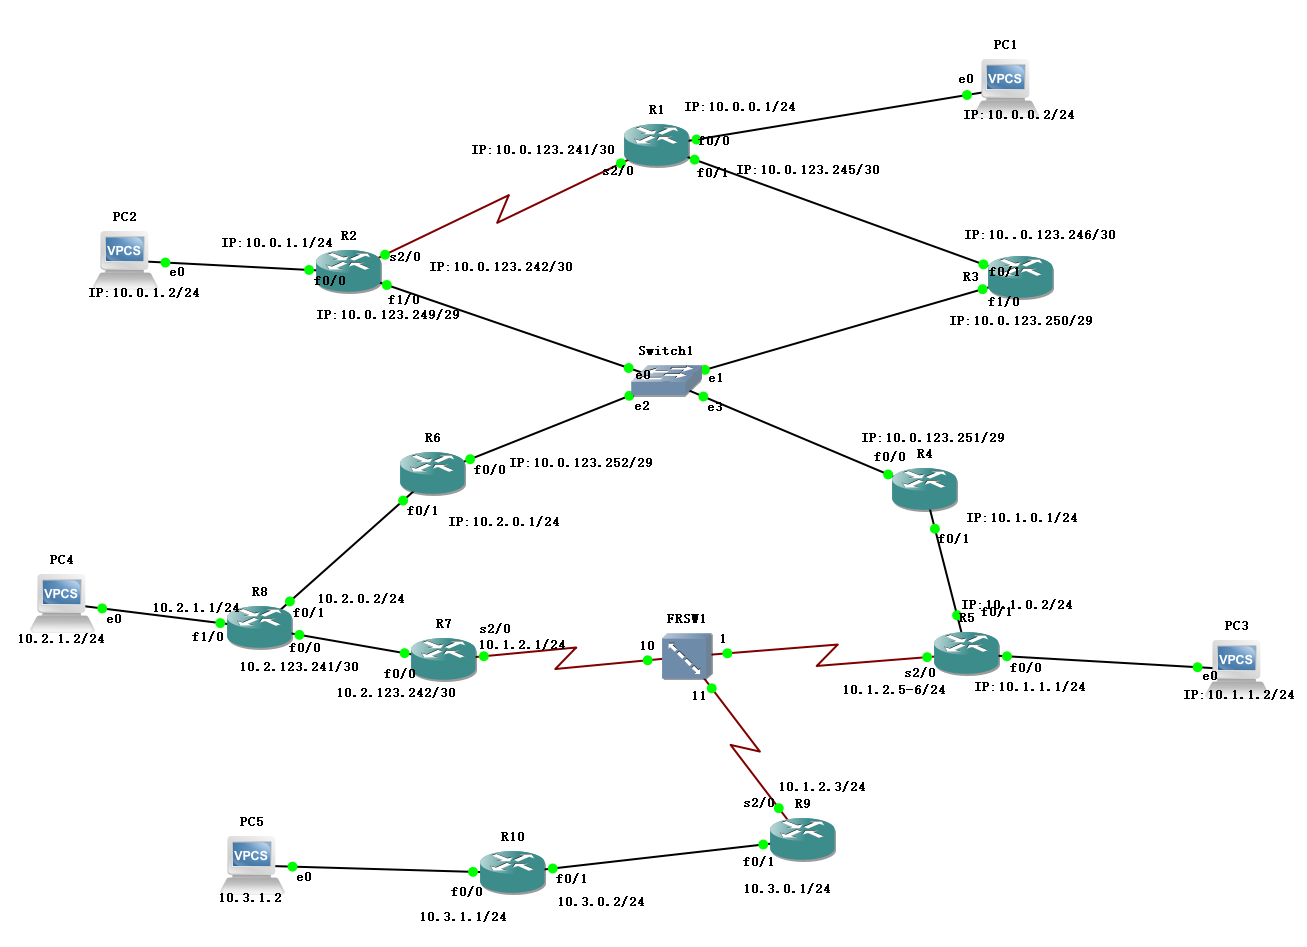 PC1
VPCS
e0
IP:10.0.0.2/24
IP:10.0.0.1/24
R1
f0/0
IP:10.0.123.241/30
s2/0
f0/1
IP:10.0.123.245/30
PC2
VPCS
e0
IP:10.0.1.2/24
IP:10.0.1.1/24
R2
f0/0
s2/0
IP:10.0.123.242/30
f1/0
IP:10.0.123.249/29
IP:10..0.123.246/30
R3
f0/1
f1/0
IP:10.0.123.250/29
Switch1
e0
e1
e2
e3
R6
f0/0
IP:10.0.123.252/29
f0/1
IP:10.2.0.1/24
IP:10.0.123.251/29
f0/0
R4
IP:10.1.0.1/24
f0/1
PC4
VPCS
e0
10.2.1.2/24
10.2.1.1/24
R8
f1/0
f0/1
10.2.0.2/24
f0/0
10.2.123.241/30
R7
s2/0
10.1.2.1/24
f0/0
10.2.123.242/30
FRSW1
10
1
11
IP:10.1.0.2/24
f0/1
R5
s2/0
10.1.2.5-6/24
f0/0
IP:10.1.1.1/24
PC3
VPCS
e0
IP:10.1.1.2/24
10.1.2.3/24
s2/0
R9
f0/1
10.3.0.1/24
PC5
VPCS
e0
10.3.1.2
R10
f0/0
10.3.1.1/24
f0/1
10.3.0.2/24